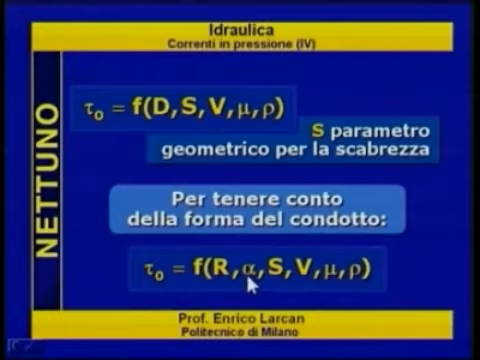 Idraulica
Correnti in pressione (IV)
NETTUNO
τ₀ = f(D,S,V,μ,ρ)
S parametro
geometrico per la scabrezza
Per tenere conto
della forma del condotto:
τ₀ = f(R,α,S,V,μ,ρ)
Prof. Enrico Larcan
Politecnico di Milano